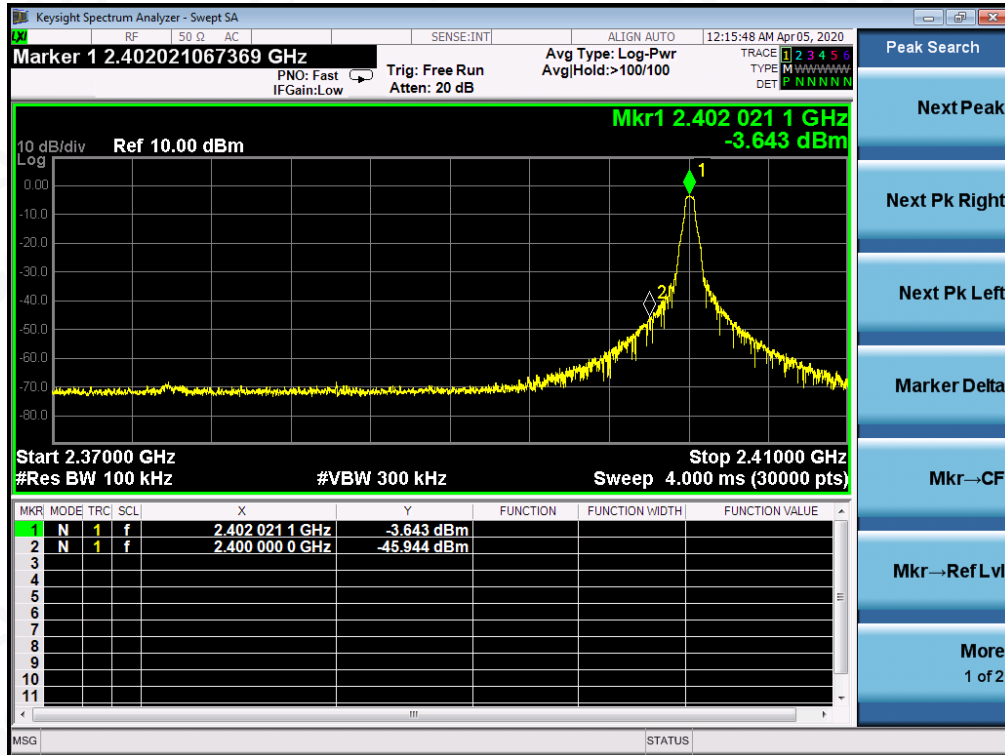 Keysight Spectrum Analyzer - Swept SA
LXI RF 50 Ω AC SENSE:INT ALIGN AUTO 12:15:48 AM Apr 05, 2020
Marker 1 2.402021067369 GHz
PNO: Fast
IFGain:Low
Trig: Free Run
Atten: 20 dB
Avg Type: Log-Pwr
Avg|Hold:>100/100
TRACE 1 2 3 4 5 6
TYPE M WWWWW
DET P N N N N N
Mkr1 2.402 021 1 GHz
-3.643 dBm
10 dB/div Ref 10.00 dBm
Log
0.00
-10.0
-20.0
-30.0
-40.0
-50.0
-60.0
-70.0
-80.0
1
2
Start 2.37000 GHz Stop 2.41000 GHz
#Res BW 100 kHz #VBW 300 kHz Sweep 4.000 ms (30000 pts)
MKR MODE TRC SCL X Y FUNCTION FUNCTION WIDTH FUNCTION VALUE
1 N 1 f 2.402 021 1 GHz -3.643 dBm
2 N 1 f 2.400 000 0 GHz -45.944 dBm
3
4
5
6
7
8
9
10
11
MSG STATUS
Peak Search
Next Peak
Next Pk Right
Next Pk Left
Marker Delta
Mkr→CF
Mkr→RefLvl
More
1 of 2